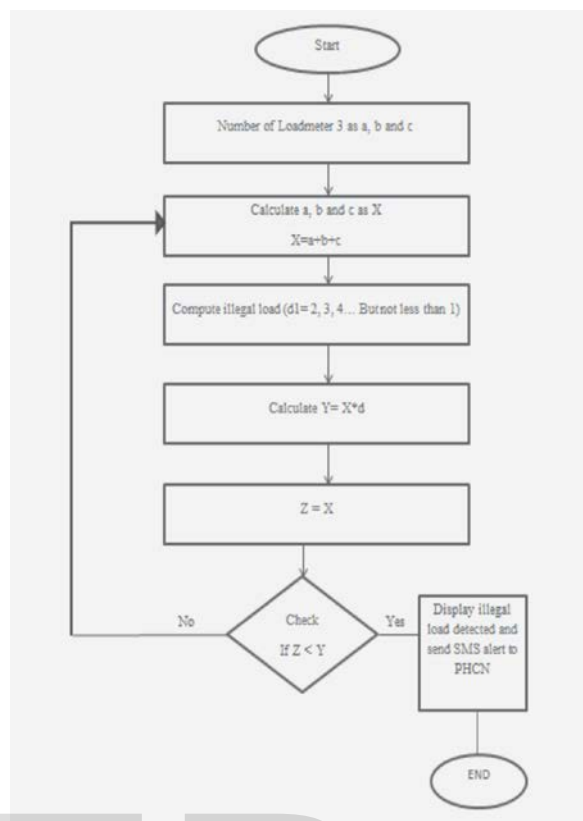 Start
Number of Loadmeter 3 as a, b and c
Calculate a, b and c as X
X=a+b+c
Compute illegal load (d1= 2, 3, 4... But not less than 1)
Calculate Y= X*d
Z = X
Check
If Z < Y
No
Yes
Display illegal
load detected and
send SMS alert to
PHCN
END